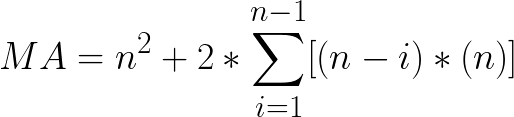 $MA = n^2 + 2 * \sum_{i=1}^{n-1} [(n-i) * (n)]$